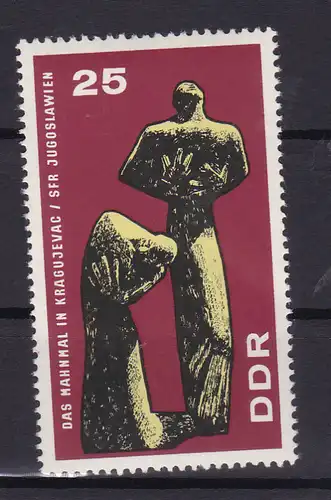 25
DAS MAHNMAL IN KRAGUJEVAC / SFR JUGOSLAWIEN
DDR